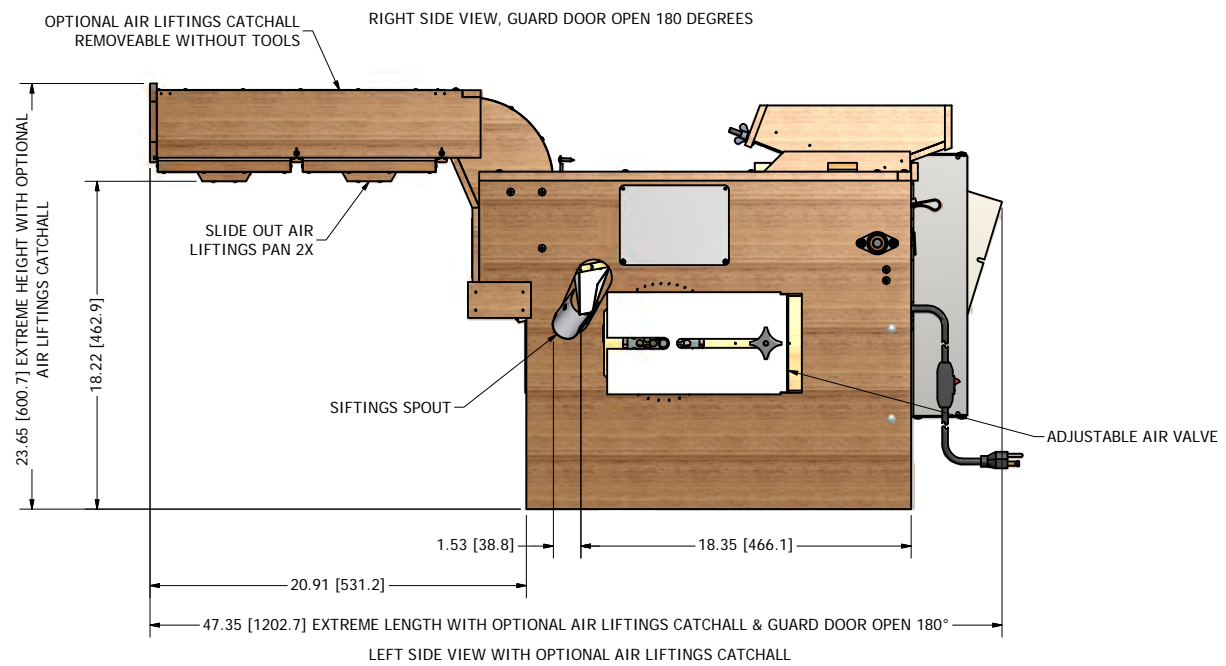 RIGHT SIDE VIEW, GUARD DOOR OPEN 180 DEGREES
OPTIONAL AIR LIFTINGS CATCHALL
REMOVEABLE WITHOUT TOOLS
23.65 [600.7] EXTREME HEIGHT WITH OPTIONAL
AIR LIFTINGS CATCHALL
18.22 [462.9]
SLIDE OUT AIR
LIFTINGS PAN 2X
SIFTINGS SPOUT
ADJUSTABLE AIR VALVE
1.53 [38.8]
18.35 [466.1]
20.91 [531.2]
47.35 [1202.7] EXTREME LENGTH WITH OPTIONAL AIR LIFTINGS CATCHALL & GUARD DOOR OPEN 180°
LEFT SIDE VIEW WITH OPTIONAL AIR LIFTINGS CATCHALL